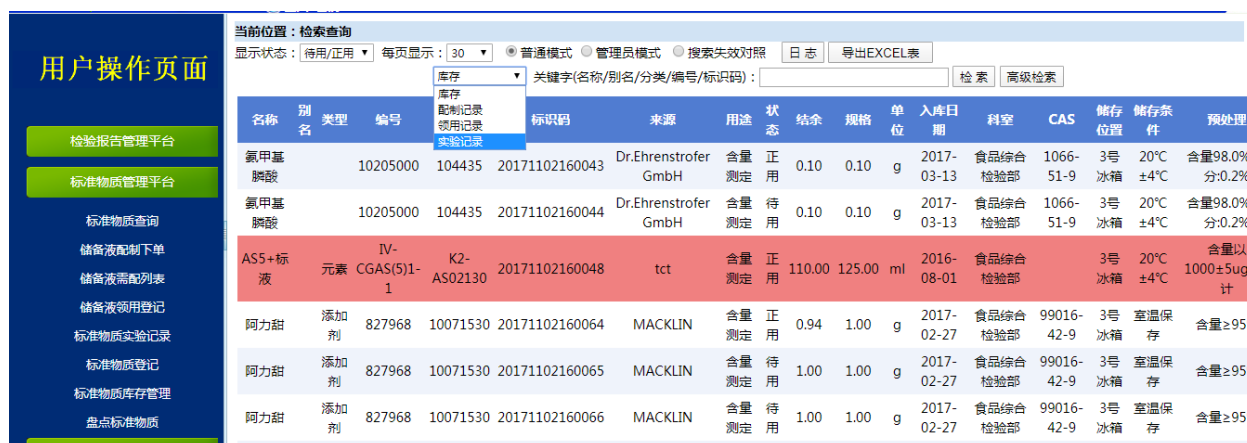 用户操作页面
检验报告管理平台
标准物质管理平台
标准物质查询
储备液配制下单
储备液需配列表
储备液领用登记
标准物质实验记录
标准物质登记
标准物质库存管理
盘点标准物质
当前位置：检索查询
显示状态：待用/正用 每页显示：30 普通模式 管理员模式 搜索失效对照 日志 导出EXCEL表
库存 关键字(名称/别名/分类/编号/标识码)： 检索 高级检索
库存
配制记录
领用记录
实验记录
名称 别名 类型 编号 标识码 来源 用途 状态 结余 规格 单位 入库日期 科室 CAS 储存位置 储存条件 预处理
氨甲基膦酸 10205000 104435 20171102160043 Dr.Ehrenstrofer GmbH 含量测定 正用 0.10 0.10 g 2017-03-13 食品综合检验部 1066-51-9 3号冰箱 20℃±4℃ 含量98.0% 分:0.2%
氨甲基膦酸 10205000 104435 20171102160044 Dr.Ehrenstrofer GmbH 含量测定 待用 0.10 0.10 g 2017-03-13 食品综合检验部 1066-51-9 3号冰箱 20℃±4℃ 含量98.0% 分:0.2%
AS5+标液 元素 IV-CGAS(5)1-1 K2-AS02130 20171102160048 tct 含量测定 正用 110.00 125.00 ml 2016-08-01 食品综合检验部 3号冰箱 20℃±4℃ 含量以 1000±5ug 计
阿力甜 添加剂 827968 10071530 20171102160064 MACKLIN 含量测定 正用 0.94 1.00 g 2017-02-27 食品综合检验部 99016-42-9 3号冰箱 室温保存 含量≥95
阿力甜 添加剂 827968 10071530 20171102160065 MACKLIN 含量测定 待用 1.00 1.00 g 2017-02-27 食品综合检验部 99016-42-9 3号冰箱 室温保存 含量≥95
阿力甜 添加剂 827968 10071530 20171102160066 MACKLIN 含量测定 待用 1.00 1.00 g 2017-02-27 食品综合检验部 99016-42-9 3号冰箱 室温保存 含量≥95